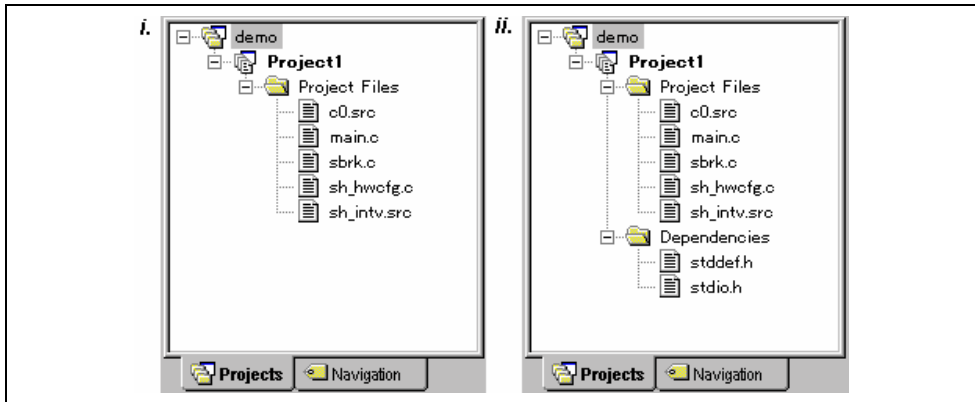 i.
demo
Project1
Project Files
c0.src
main.c
sbrk.c
sh_hwcfg.c
sh_intv.src
Projects
Navigation
ii.
demo
Project1
Project Files
c0.src
main.c
sbrk.c
sh_hwcfg.c
sh_intv.src
Dependencies
stddef.h
stdio.h
Projects
Navigation